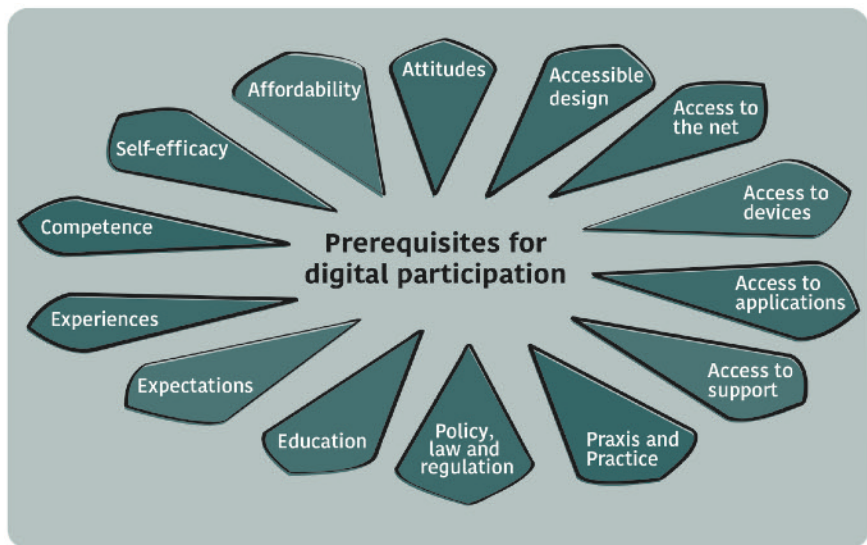 Prerequisites for
digital participation
Attitudes
Accessible
design
Access to
the net
Access to
devices
Access to
applications
Access to
support
Praxis and
Practice
Policy,
law and
regulation
Education
Expectations
Experiences
Competence
Self-efficacy
Affordability